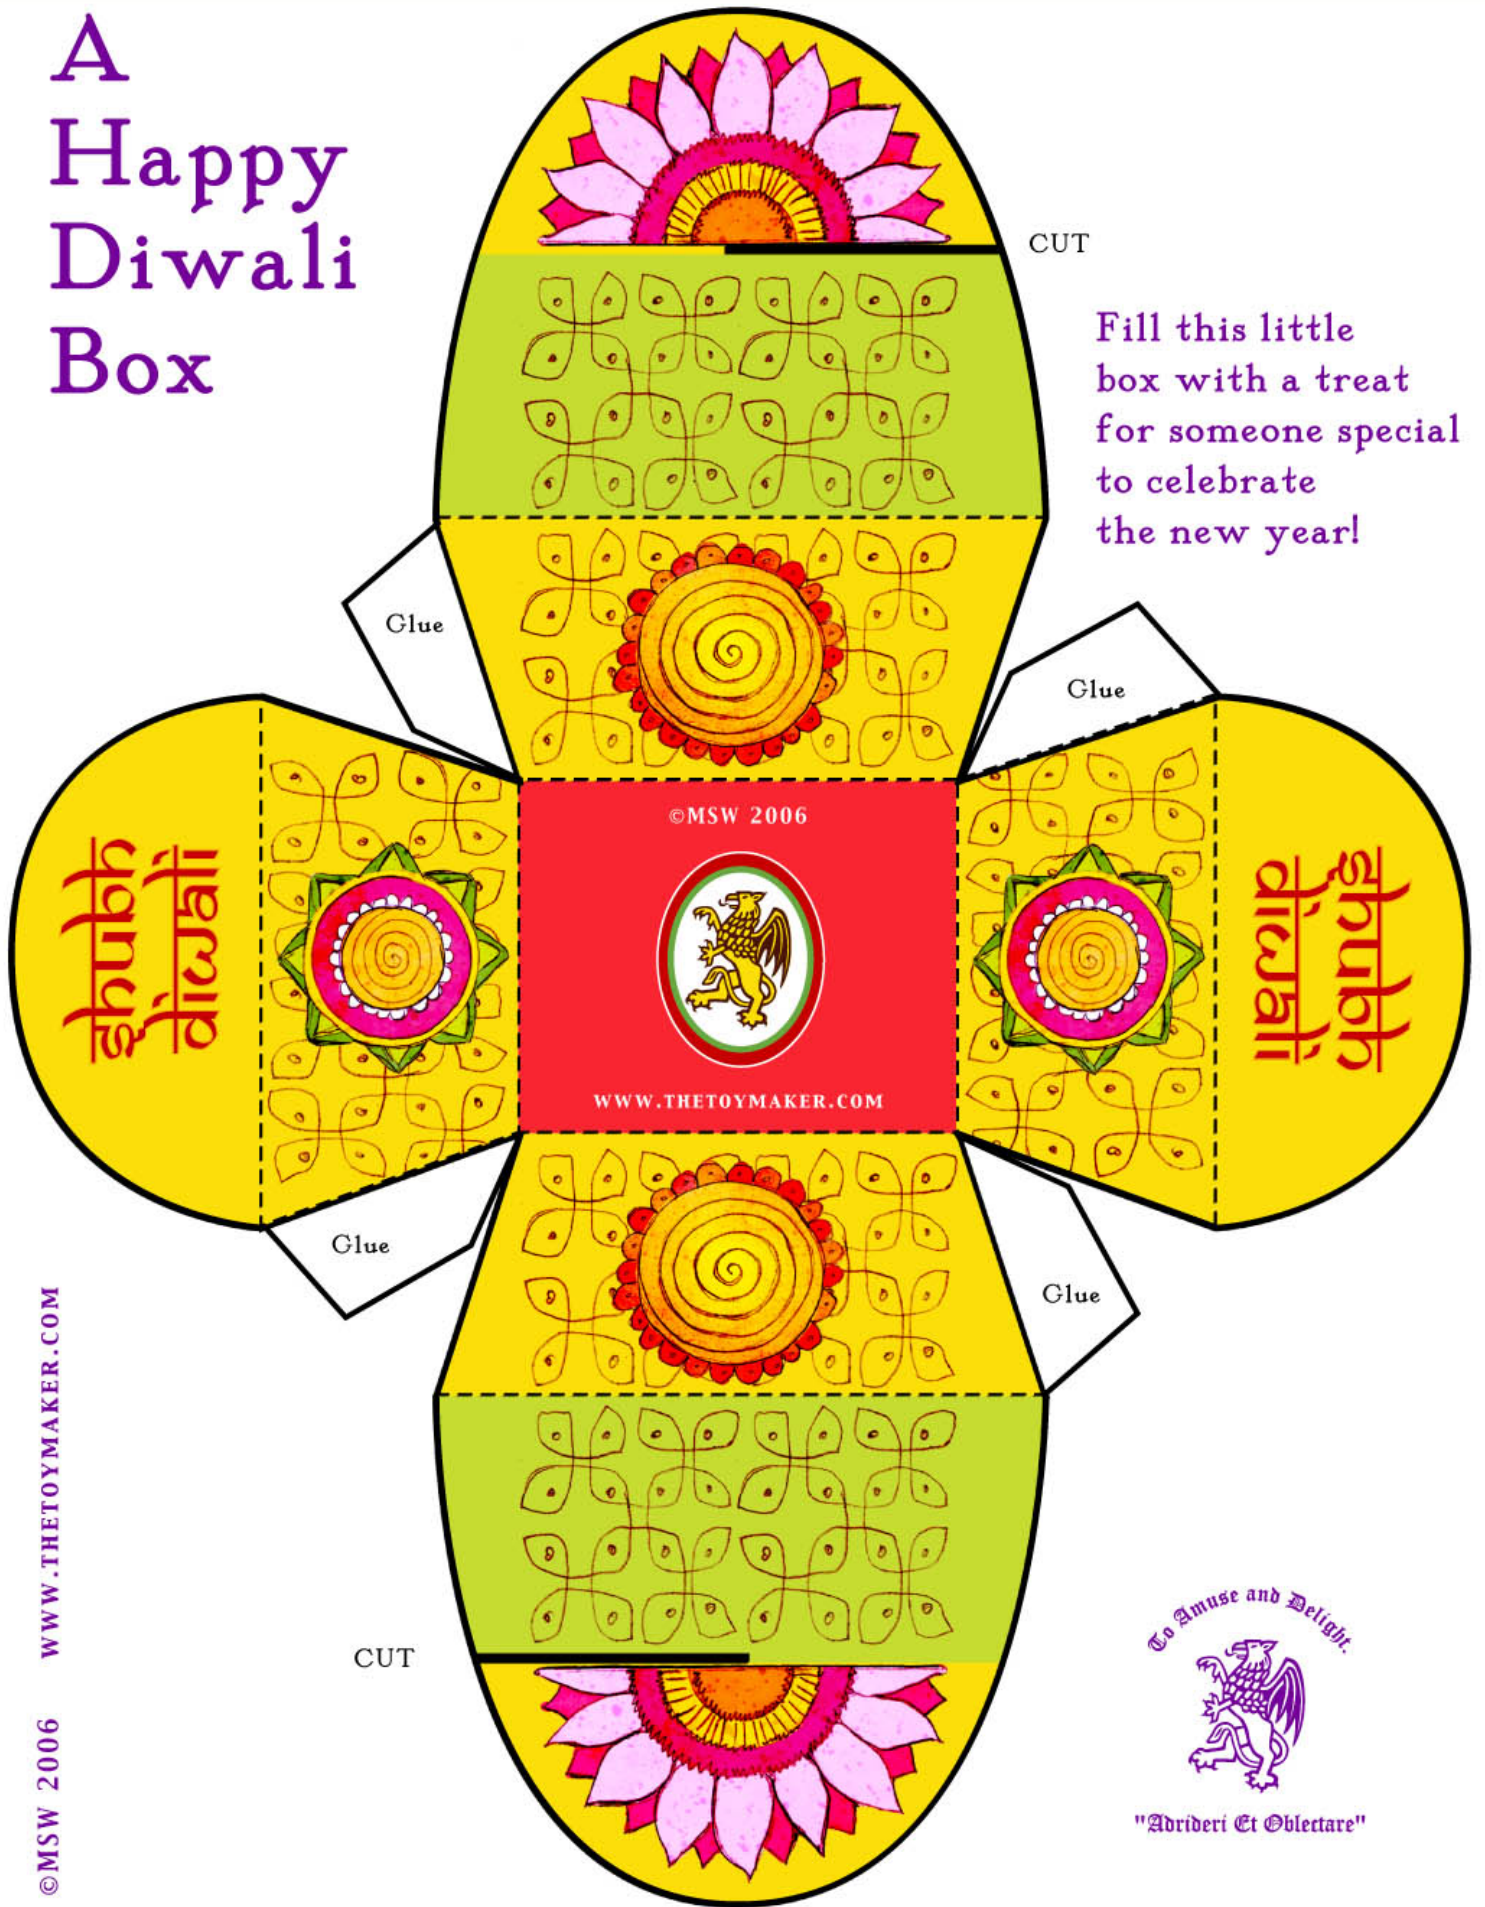 A
Happy
Diwali
Box
CUT
Fill this little
box with a treat
for someone special
to celebrate
the new year!
Glue
Glue
shubh
diwali
©MSW 2006
WWW.THETOYMAKER.COM
shubh
diwali
Glue
Glue
CUT
To Amuse and Delight.
"Adrideri Et Oblectare"
©MSW 2006 WWW.THETOYMAKER.COM